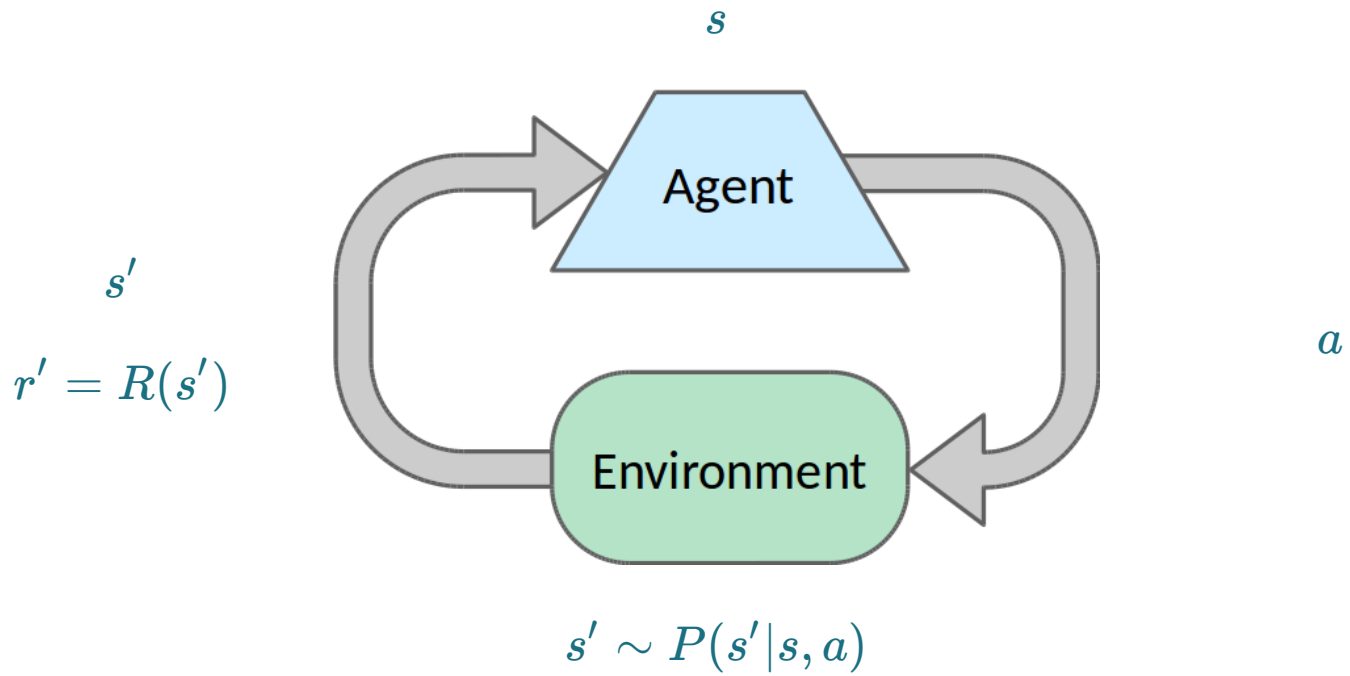 s
Agent
s′
a
r′ = R(s′)
Environment
s′ ∼ P(s′|s, a)